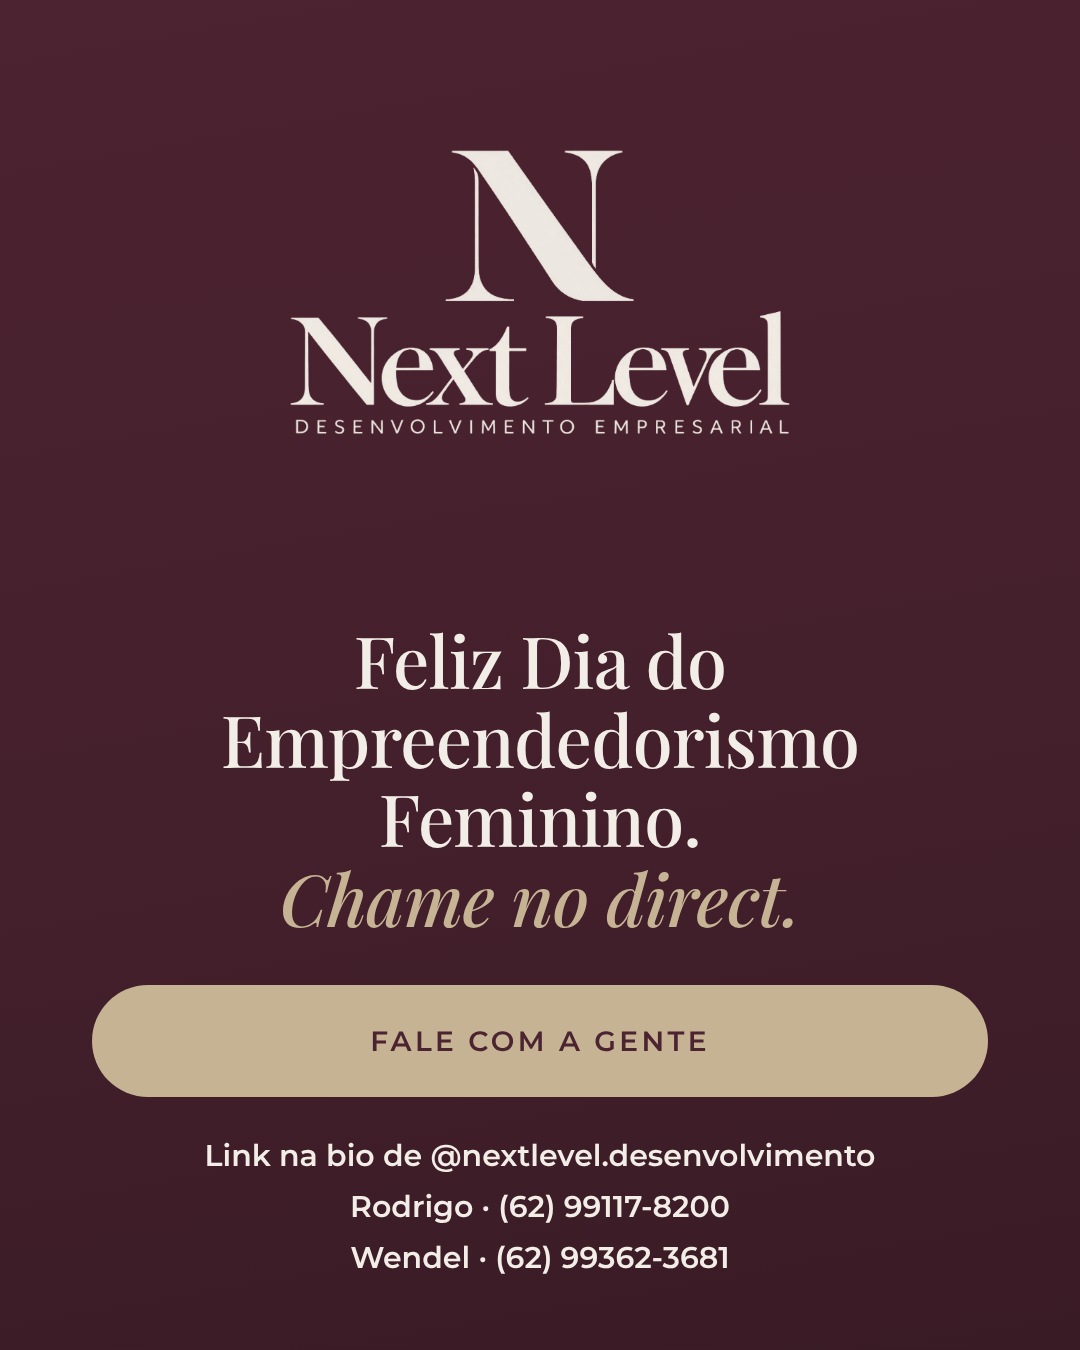 N
Next Level
DESENVOLVIMENTO EMPRESARIAL
Feliz Dia do
Empreendedorismo
Feminino.
Chame no direct.
FALE COM A GENTE
Link na bio de @nextlevel.desenvolvimento
Rodrigo · (62) 99117-8200
Wendel · (62) 99362-3681